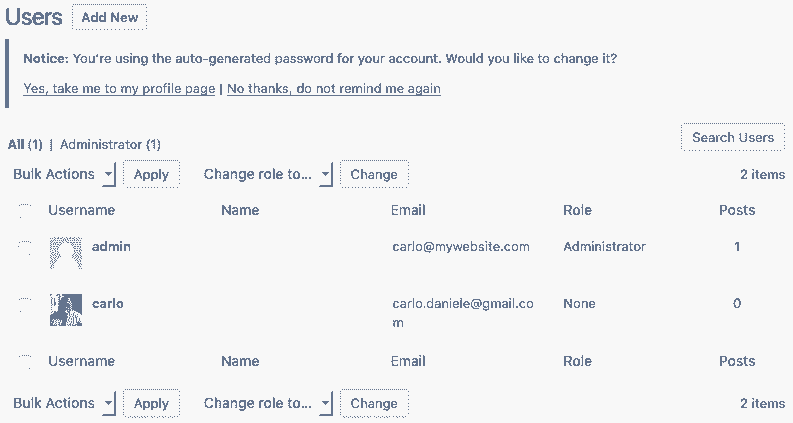 Users Add New
Notice: You're using the auto-generated password for your account. Would you like to change it?
Yes, take me to my profile page | No thanks, do not remind me again
Search Users
All (1) | Administrator (1)
Bulk Actions Apply Change role to... Change 2 items
Username Name Email Role Posts
admin carlo@mywebsite.com Administrator 1
carlo carlo.daniele@gmail.co None 0
m
Username Name Email Role Posts
Bulk Actions Apply Change role to... Change 2 items